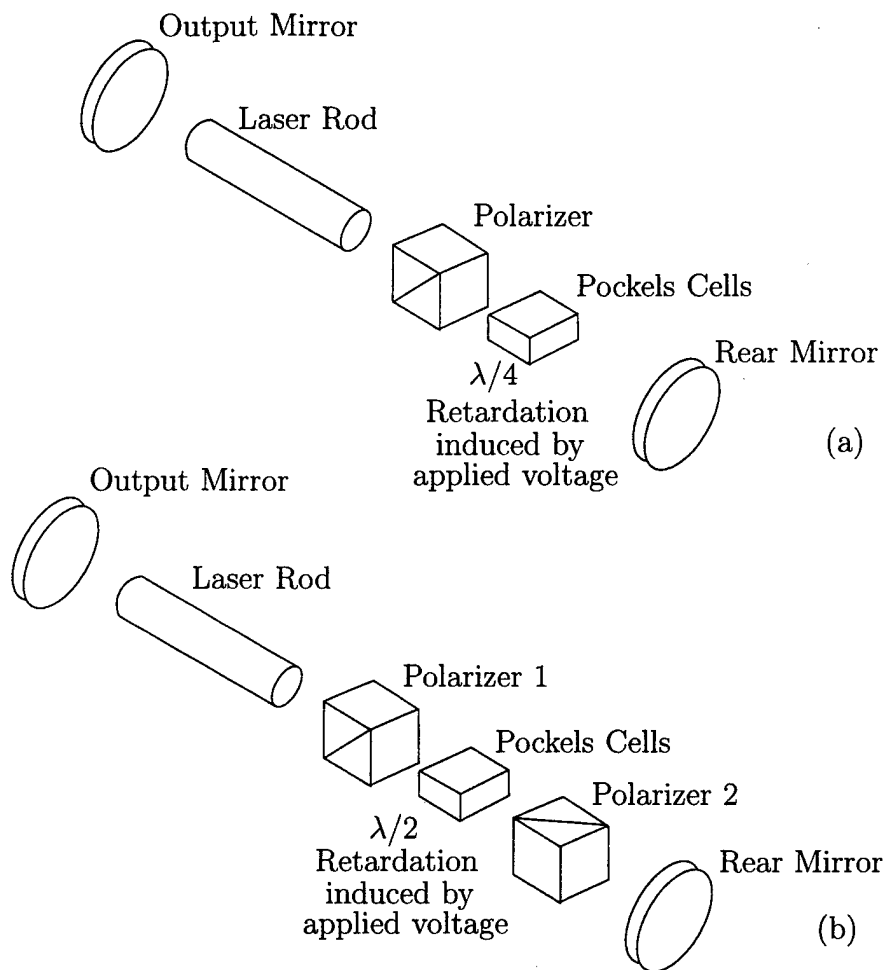 Output Mirror
Laser Rod
Polarizer
Pockels Cells
Rear Mirror
λ/4
Retardation
induced by
applied voltage
(a)
Output Mirror
Laser Rod
Polarizer 1
Pockels Cells
Polarizer 2
λ/2
Retardation
induced by
applied voltage
Rear Mirror
(b)